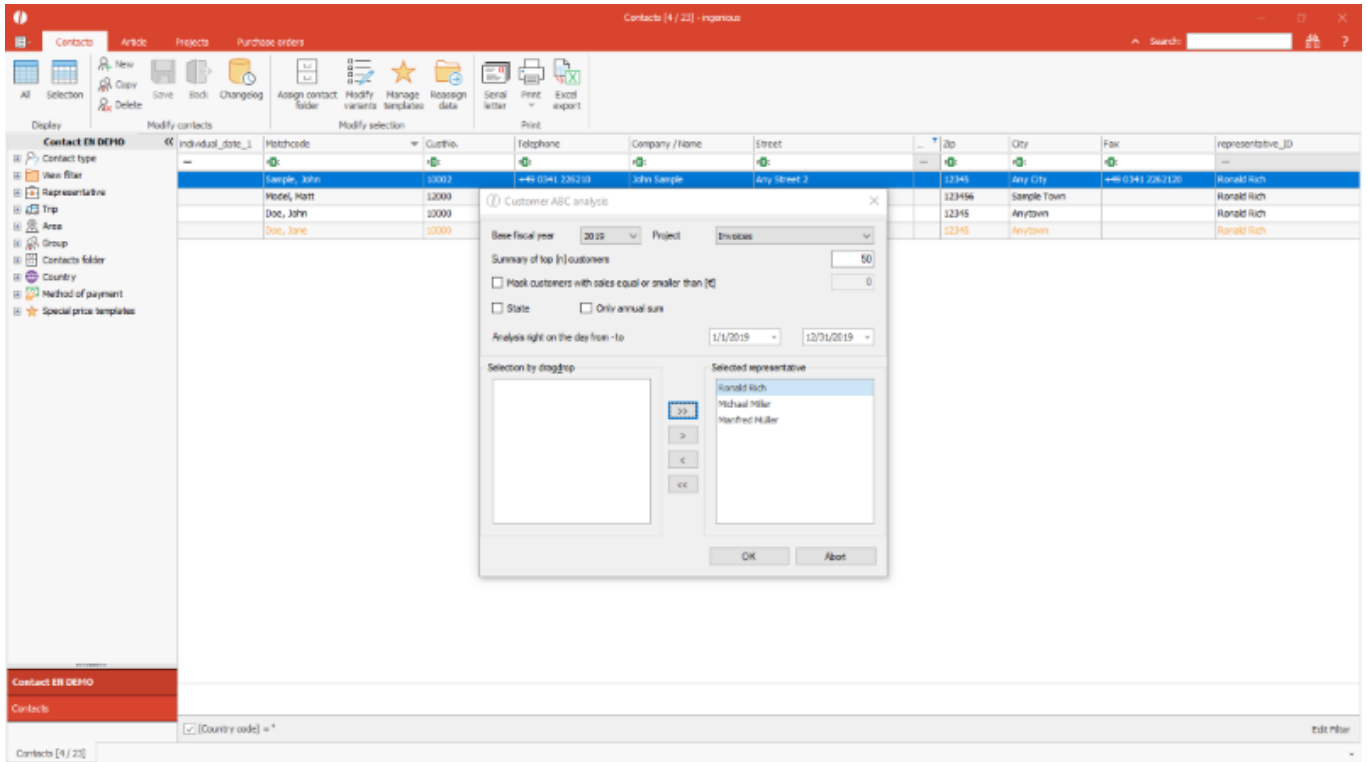 Contacts [4 / 23] - ingenious
Contacts Article Projects Purchase orders Search: ?
All Selection New Copy Delete Save Back Changelog Assign contact folder Modify variants Manage templates Reassign data Serial letter Print Excel export
Display Modify contacts Modify selection Print
Contact EN DEMO
Contact type
View filter
Representative
Trip
Area
Group
Contacts folder
Country
Method of payment
Special price templates
individual_date_1 Matchcode CustNo. Telephone Company / Name Street ... Zip City Fax representative_ID
Sample, John 10002 +49 0341 226210 John Sample Any Street 2 12345 Any City +49 0341 2262120 Ronald Rich
Model, Matt 12000 123456 Sample Town Ronald Rich
Doe, John 10000 12345 Anytown Ronald Rich
Doe, Jane 10000 12345 Anytown Ronald Rich
Customer ABC analysis
Base fiscal year 2019 Project Invoices
Summary of top [n] customers 50
Mask customers with sales equal or smaller than [€] 0
State Only annual sum
Analysis right on the day from -to 1/1/2019 12/31/2019
Selection by dragdrop Selected representative
Ronald Rich
Michael Miller
Manfred Müller
>>
>
<
<<
OK Abort
Contact EN DEMO
Contacts
[Country code] = * Edit Filter
Contacts [4 / 23]